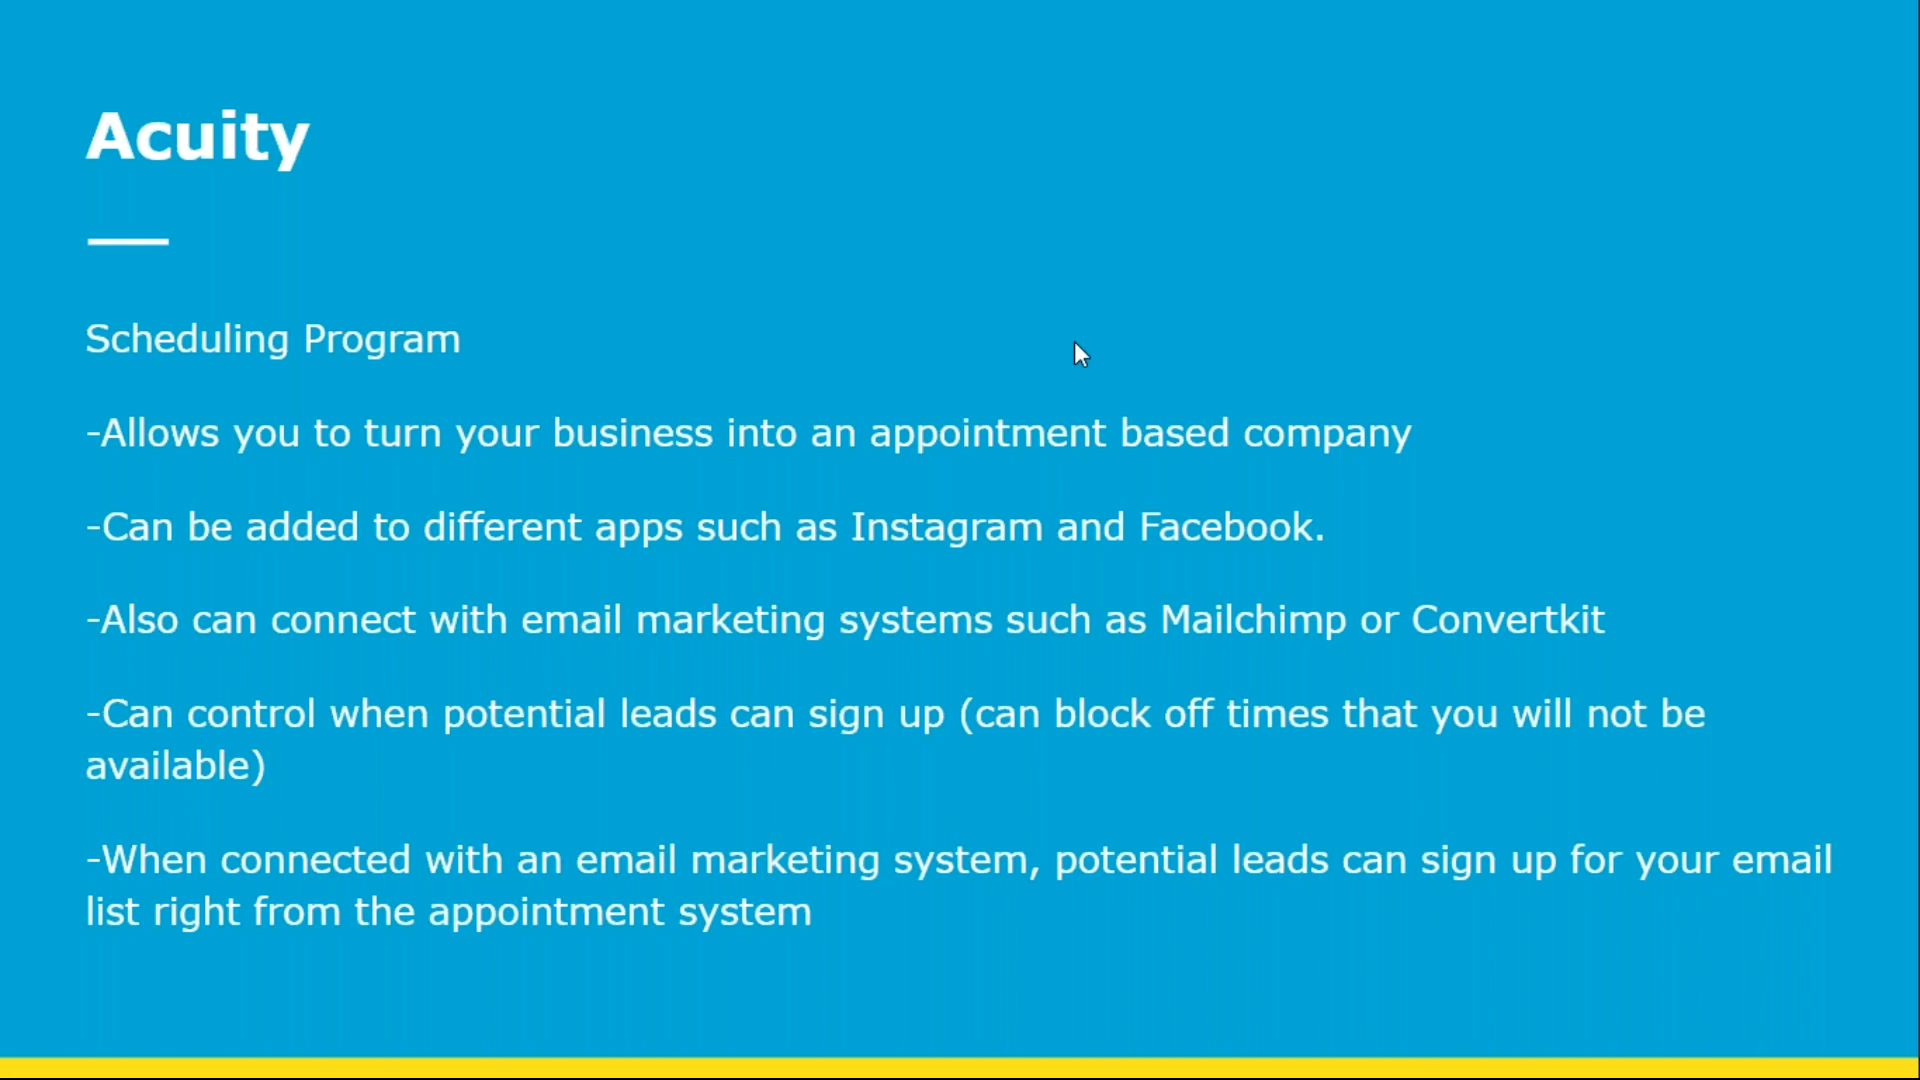 Acuity
Scheduling Program
-Allows you to turn your business into an appointment based company
-Can be added to different apps such as Instagram and Facebook.
-Also can connect with email marketing systems such as Mailchimp or Convertkit
-Can control when potential leads can sign up (can block off times that you will not be
available)
-When connected with an email marketing system, potential leads can sign up for your email
list right from the appointment system